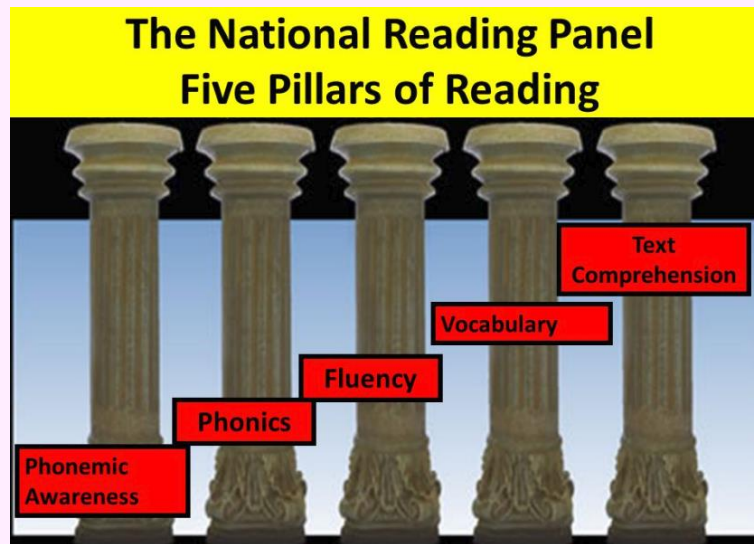 The National Reading Panel
Five Pillars of Reading
Text
Comprehension
Vocabulary
Fluency
Phonics
Phonemic
Awareness